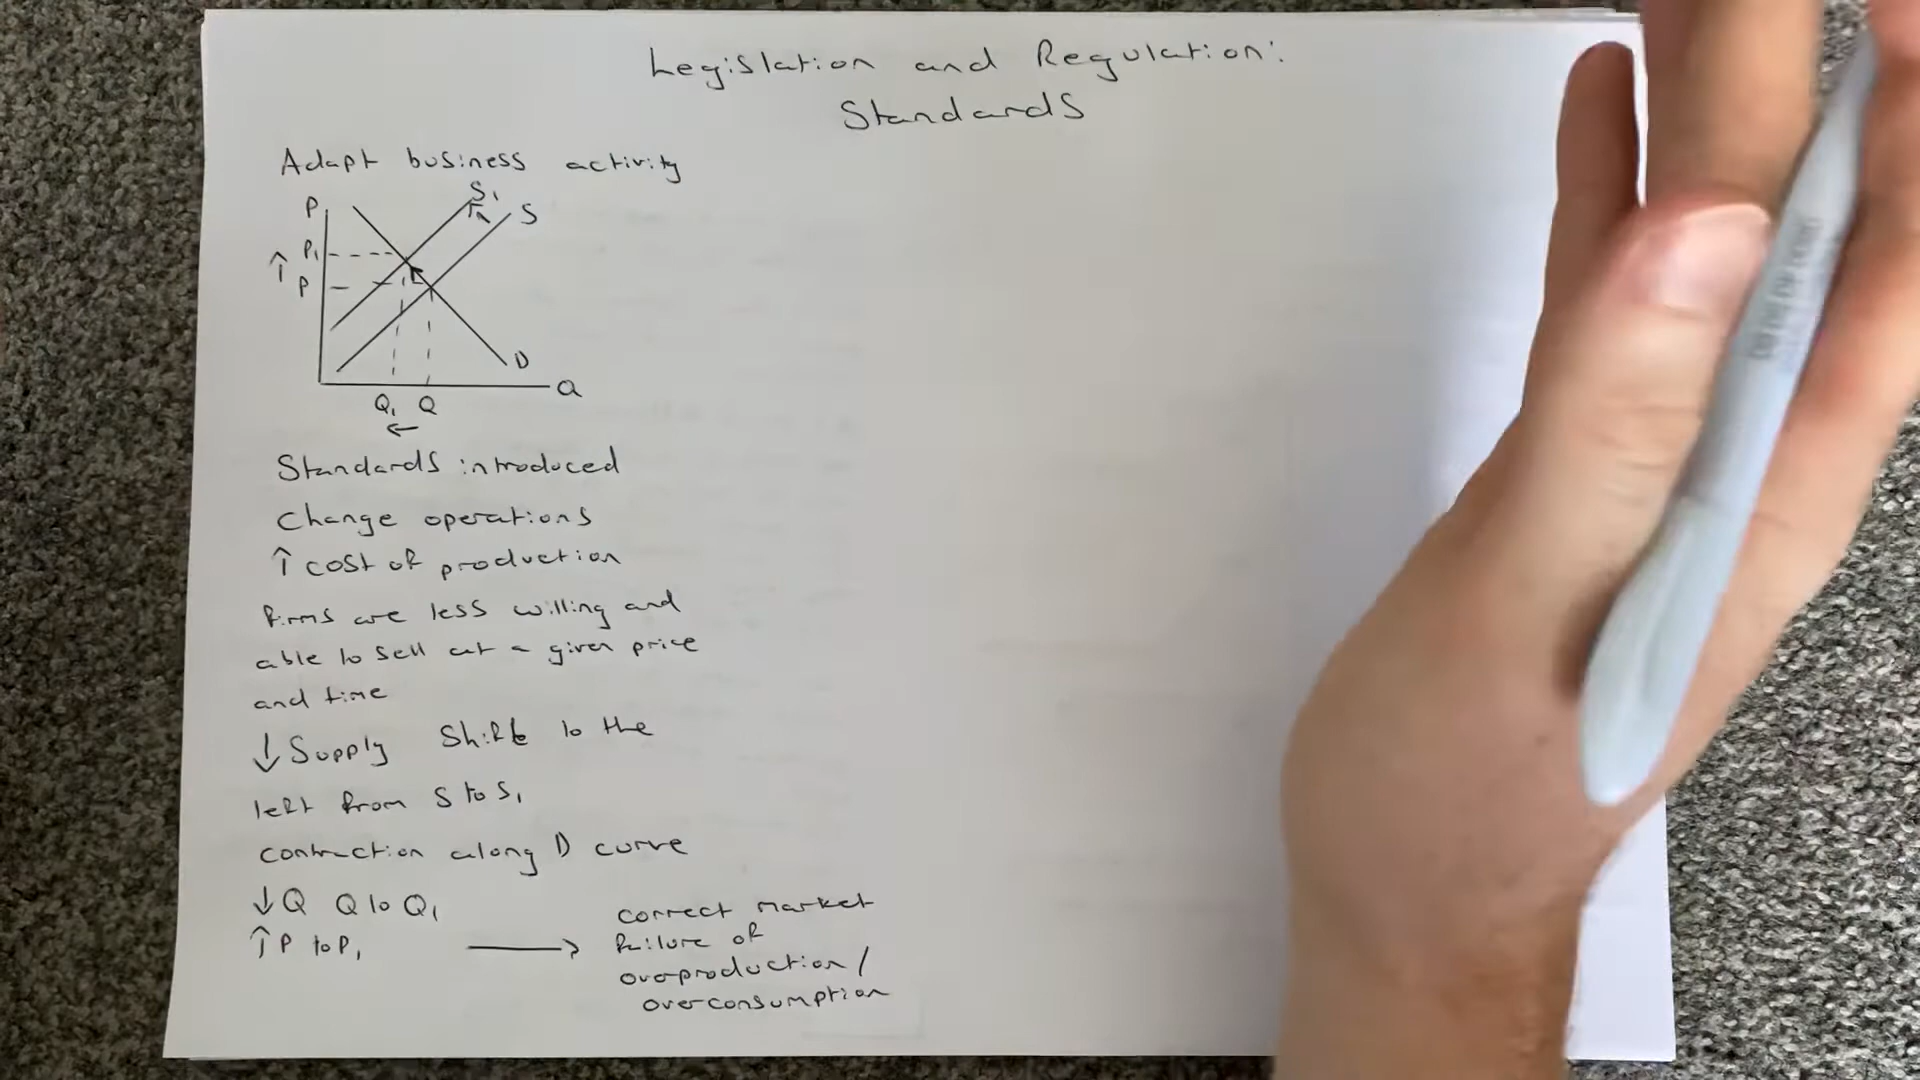 Legislation and Regulation:
Standards
Adapt business activity
P
S₁
S
↑ P₁
P
D
Q
Q₁ Q
←
Standards introduced
Change operations
↑ cost of production
firms are less willing and
able to sell at a given price
and time
↓ Supply Shift to the
left from S to S₁
contraction along D curve
↓ Q Q to Q₁
↑ P to P₁ →
correct market
failure of
overproduction /
overconsumption